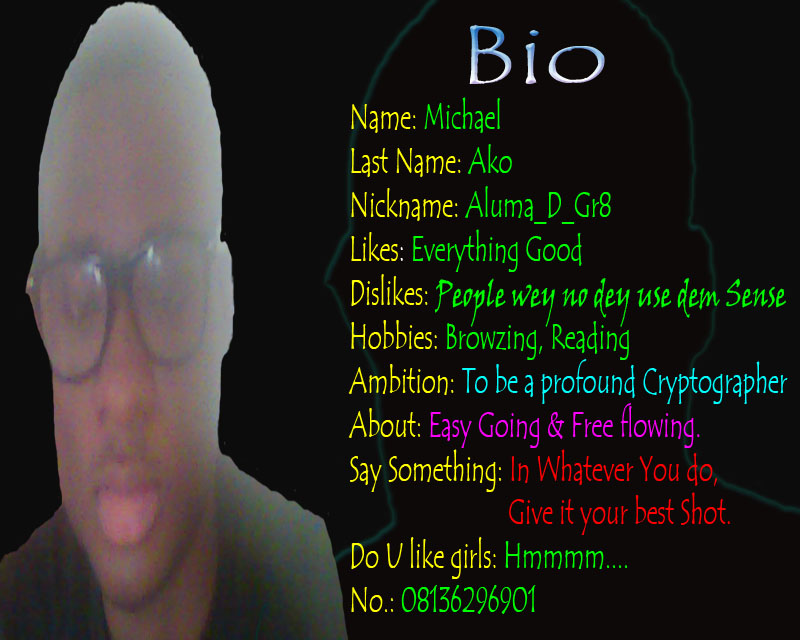 Bio
Name: Michael
Last Name: Ako
Nickname: Aluma_D_Gr8
Likes: Everything Good
Dislikes: People wey no dey use dem Sense
Hobbies: Browzing, Reading
Ambition: To be a profound Cryptographer
About: Easy Going & Free flowing.
Say Something: In Whatever You do,
Give it your best Shot.
Do U like girls: Hmmmm....
No.: 08136296901